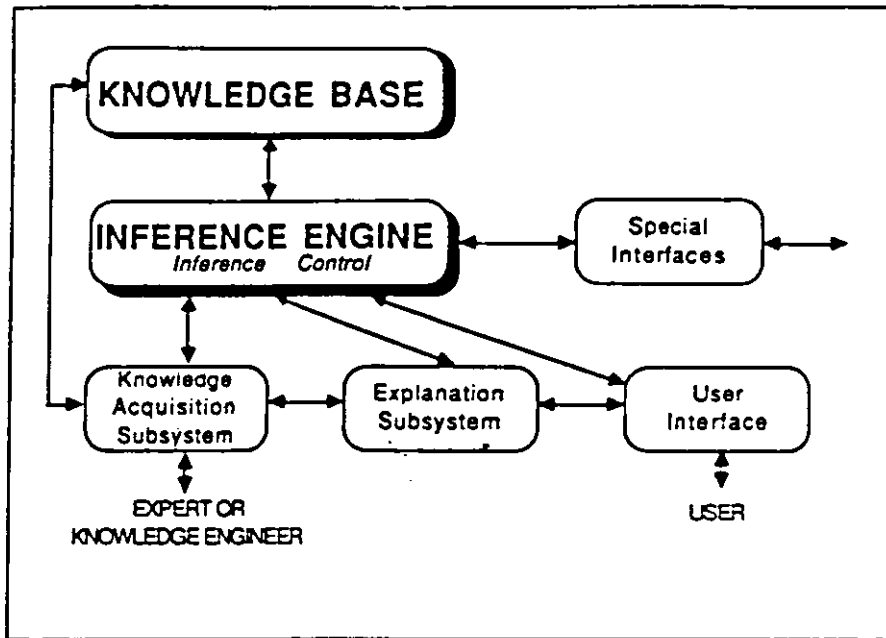 KNOWLEDGE BASE
INFERENCE ENGINE
Inference Control
Special
Interfaces
Knowledge
Acquisition
Subsystem
Explanation
Subsystem
User
Interface
EXPERT OR
KNOWLEDGE ENGINEER
USER